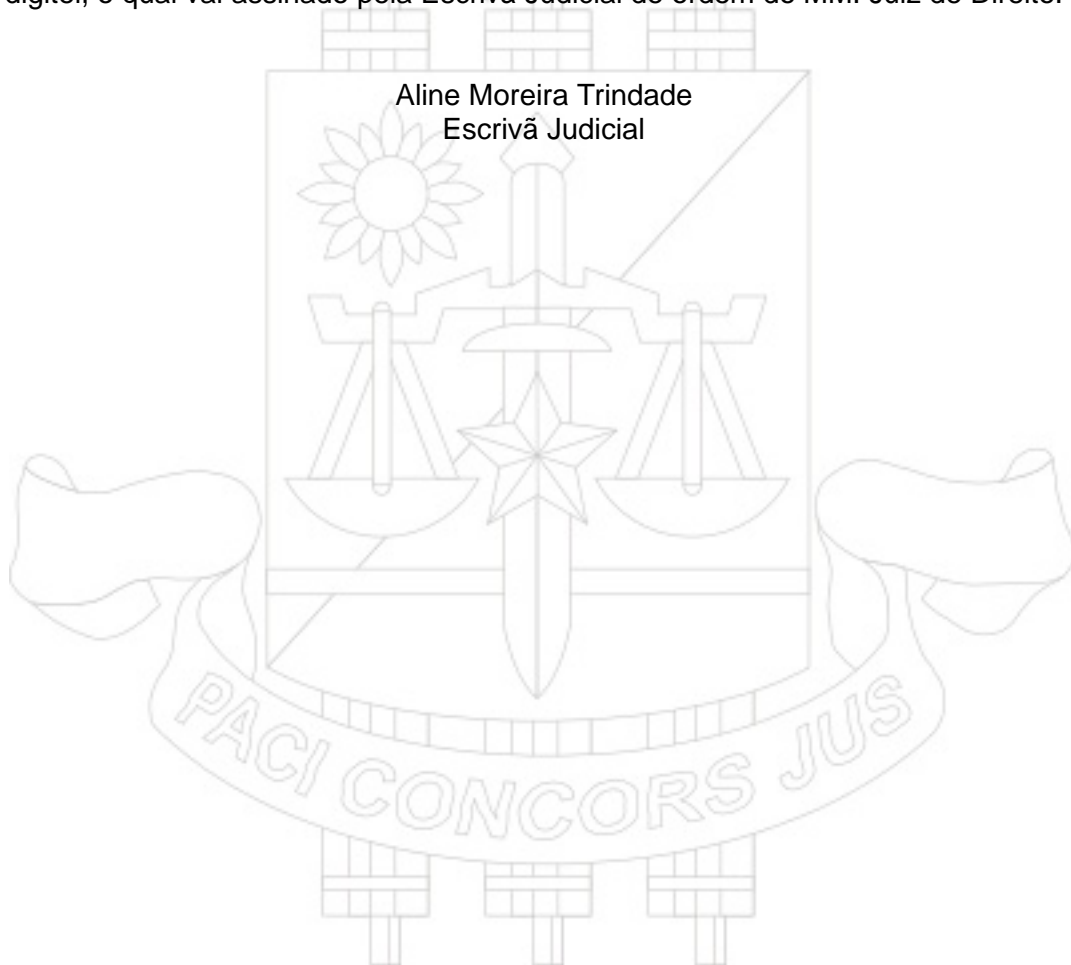 digitei, o qual vai assinado pela Escrivã Judicial de ordem do MM. Juiz de Direito.
Aline Moreira Trindade
Escrivã Judicial
PACI CONCORS JUS